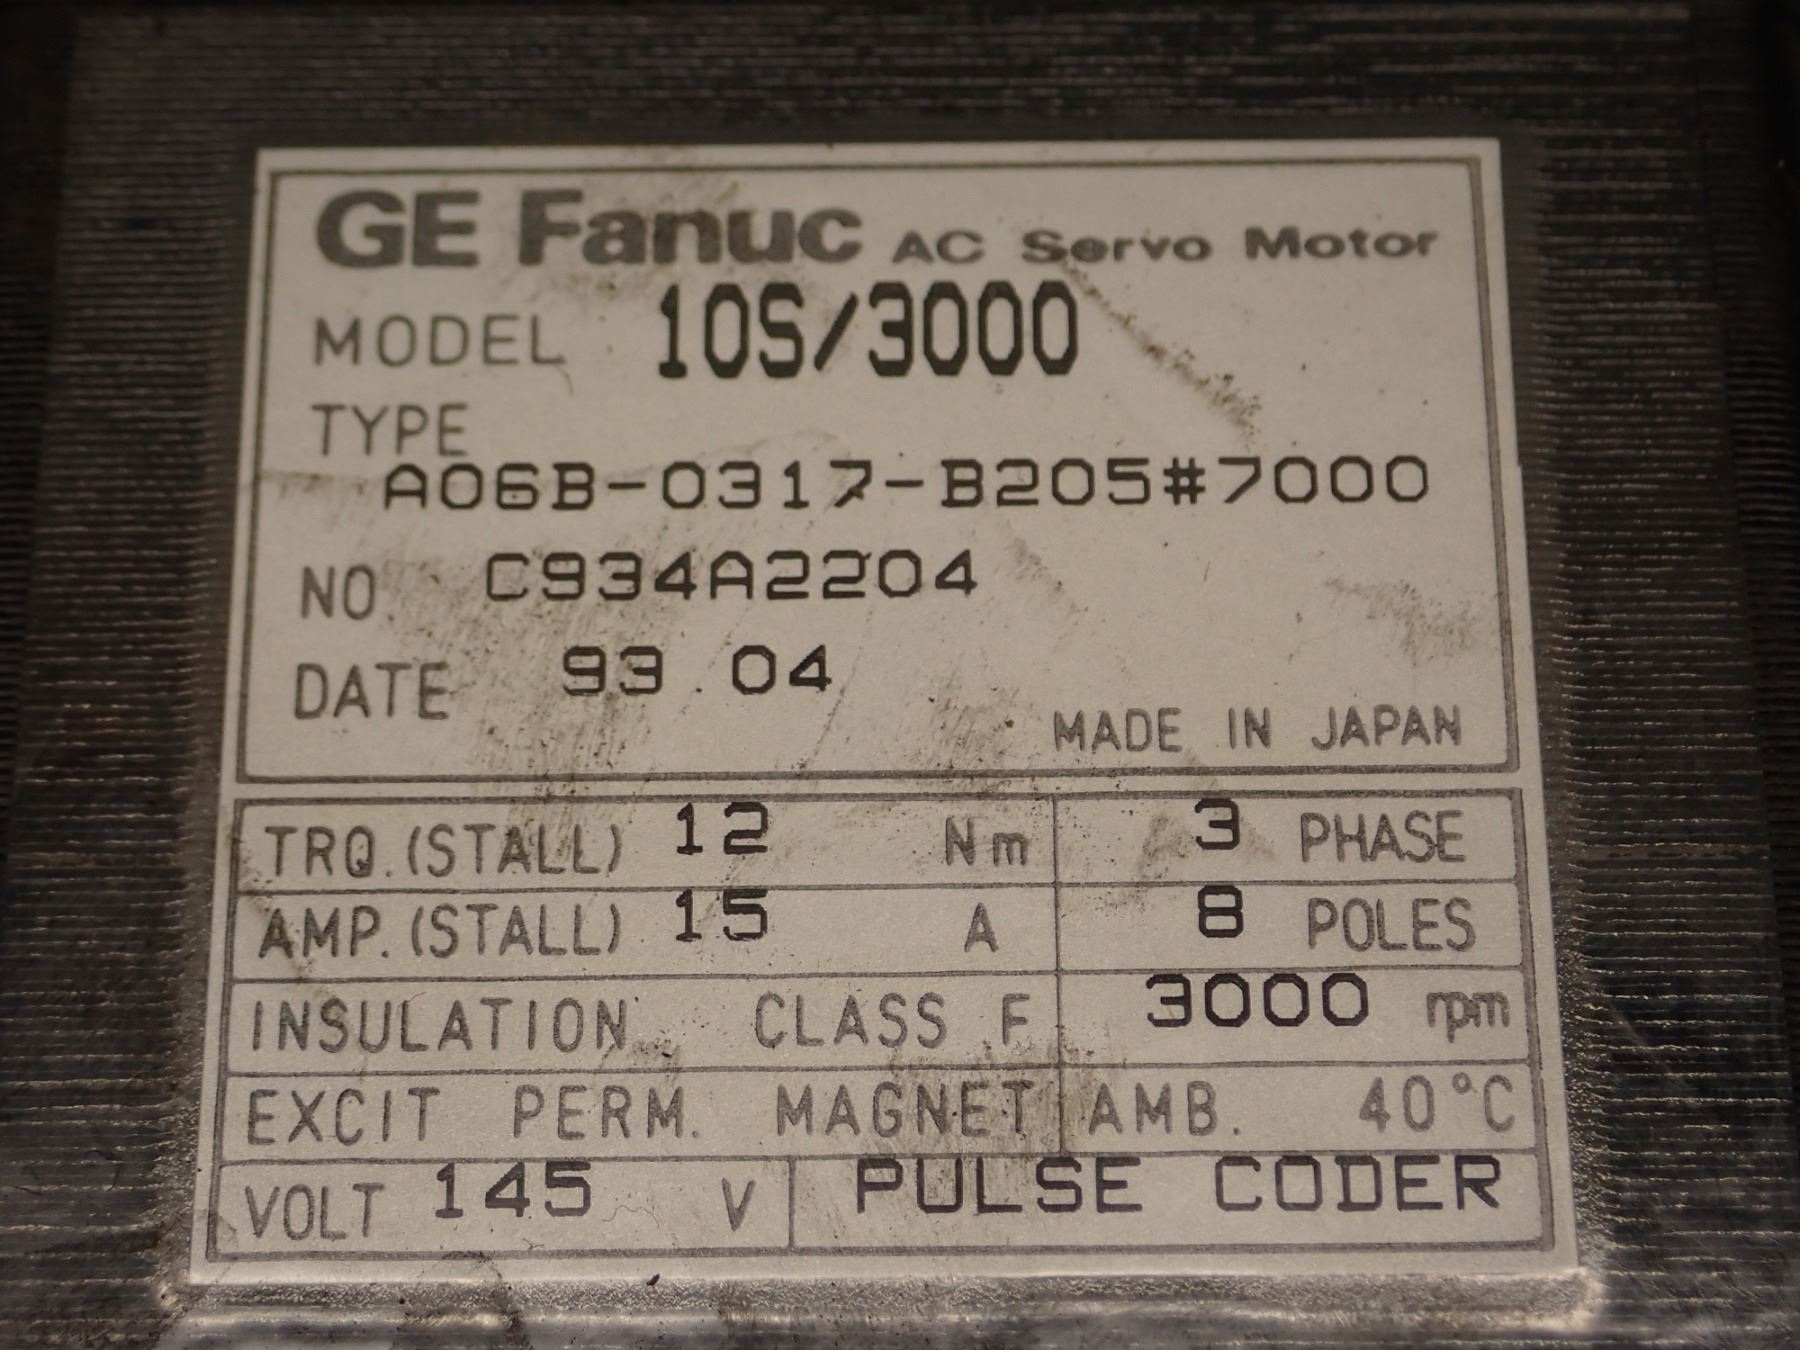 GE Fanuc AC Servo Motor
MODEL 10S/3000
TYPE
A06B-0317-B205#7000
NO. C934A2204
DATE 93.04
MADE IN JAPAN
TRQ.(STALL) 12 Nm 3 PHASE
AMP.(STALL) 15 A 8 POLES
INSULATION CLASS F 3000 rpm
EXCIT PERM. MAGNET AMB. 40°C
VOLT 145 V PULSE CODER